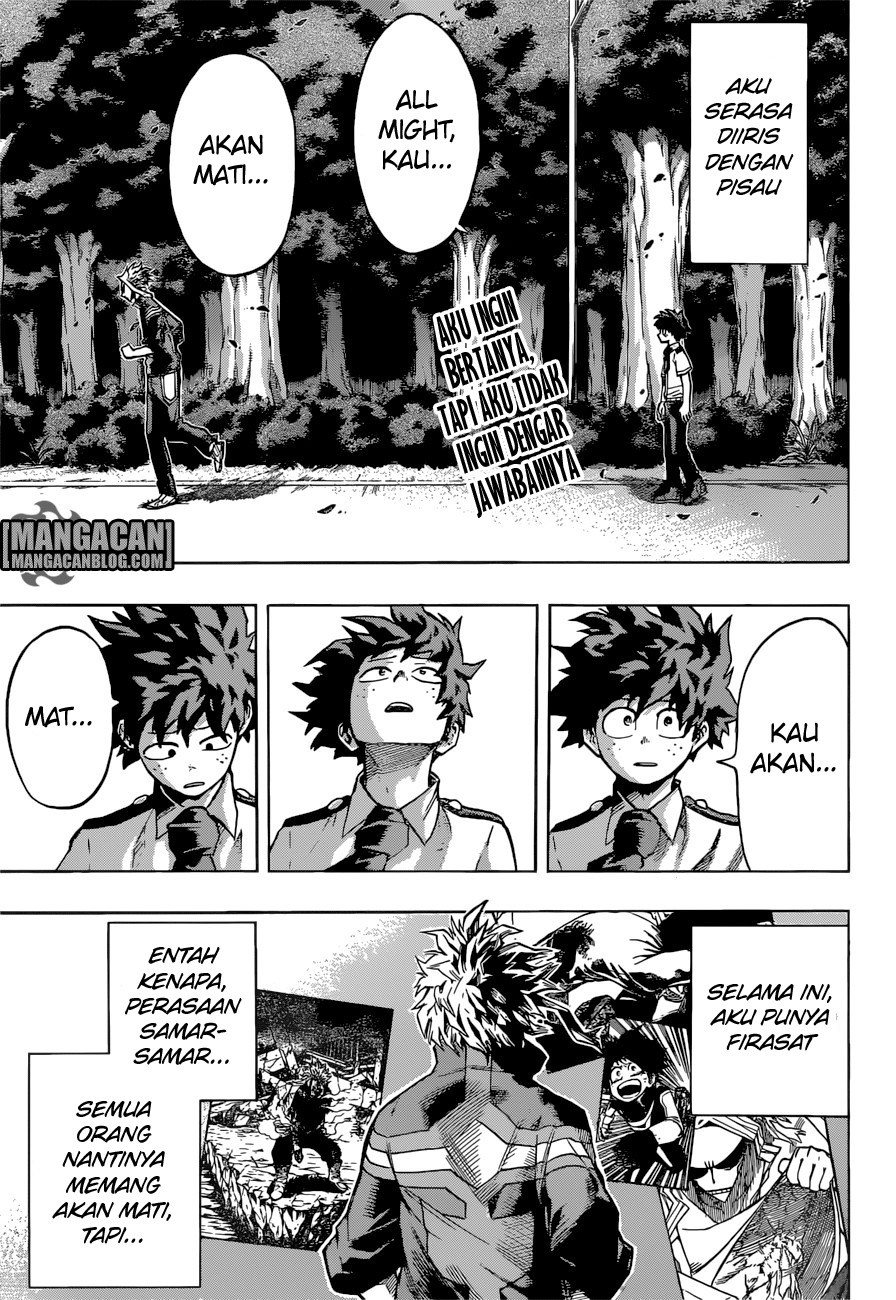 AKU
SERASA
DIIRIS
DENGAN
PISAU
ALL
MIGHT,
KAU...
AKAN
MATI...
AKU INGIN
BERTANYA,
TAPI AKU TIDAK
INGIN DENGAR
JAWABANNYA
MANGACAN
MANGACANBLOG.COM
KAU
AKAN...
MAT...
SELAMA INI,
AKU PUNYA
FIRASAT
ENTAH
KENAPA,
PERASAAN
SAMAR-
SAMAR...
SEMUA
ORANG
NANTINYA
MEMANG
AKAN MATI,
TAPI...